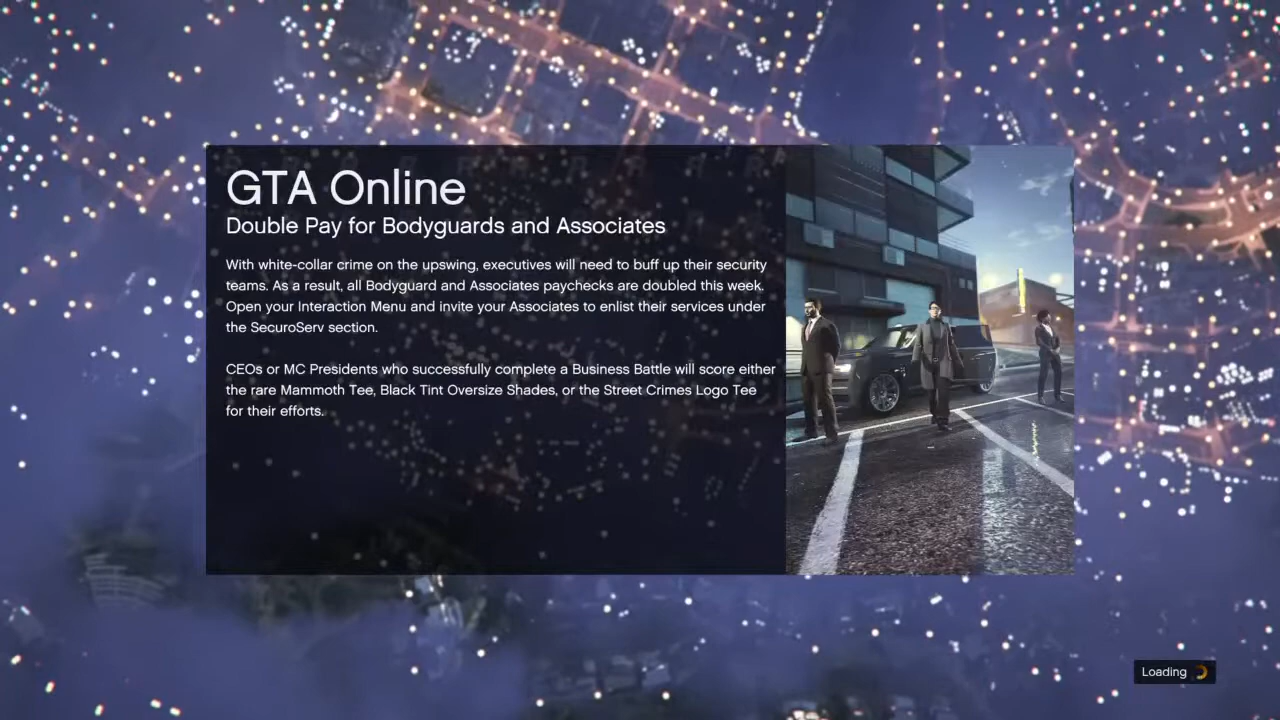 GTA Online
Double Pay for Bodyguards and Associates
With white-collar crime on the upswing, executives will need to buff up their security
teams. As a result, all Bodyguard and Associates paychecks are doubled this week.
Open your Interaction Menu and invite your Associates to enlist their services under
the SecuroServ section.
CEOs or MC Presidents who successfully complete a Business Battle will score either
the rare Mammoth Tee, Black Tint Oversize Shades, or the Street Crimes Logo Tee
for their efforts.
Loading